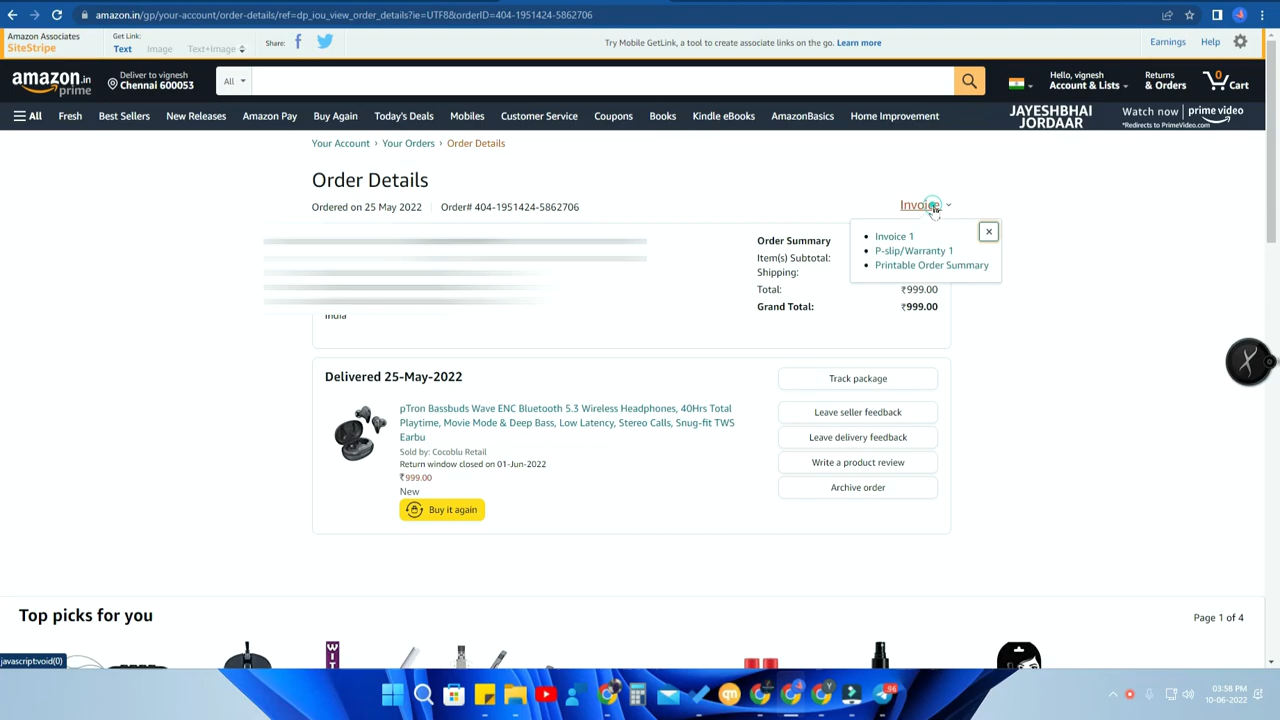 amazon.in/gp/your-account/order-details/ref=dp_iou_view_order_details?ie=UTF8&orderID=404-1951424-5862706
Amazon Associates
SiteStripe
Get Link:
Text Image Text+Image
Share:
Try Mobile GetLink, a tool to create associate links on the go. Learn more
Earnings Help
amazon.in
prime
Deliver to vignesh
Chennai 600053
All
Hello, vignesh
Account & Lists
Returns
& Orders
0
Cart
All Fresh Best Sellers New Releases Amazon Pay Buy Again Today's Deals Mobiles Customer Service Coupons Books Kindle eBooks AmazonBasics Home Improvement
JAYESHBHAI
JORDAAR
Watch now
*Redirects to PrimeVideo.com
prime video
Your Account › Your Orders › Order Details
Order Details
Ordered on 25 May 2022 | Order# 404-1951424-5862706
Invoice
Invoice 1
P-slip/Warranty 1
Printable Order Summary
Order Summary
Item(s) Subtotal:
Shipping:
Total: ₹999.00
Grand Total: ₹999.00
India
Delivered 25-May-2022
pTron Bassbuds Wave ENC Bluetooth 5.3 Wireless Headphones, 40Hrs Total
Playtime, Movie Mode & Deep Bass, Low Latency, Stereo Calls, Snug-fit TWS
Earbu
Sold by: Cocoblu Retail
Return window closed on 01-Jun-2022
₹999.00
New
Buy it again
Track package
Leave seller feedback
Leave delivery feedback
Write a product review
Archive order
Top picks for you
Page 1 of 4
WIT
javascript:void(0)
96
03:58 PM
10-06-2022